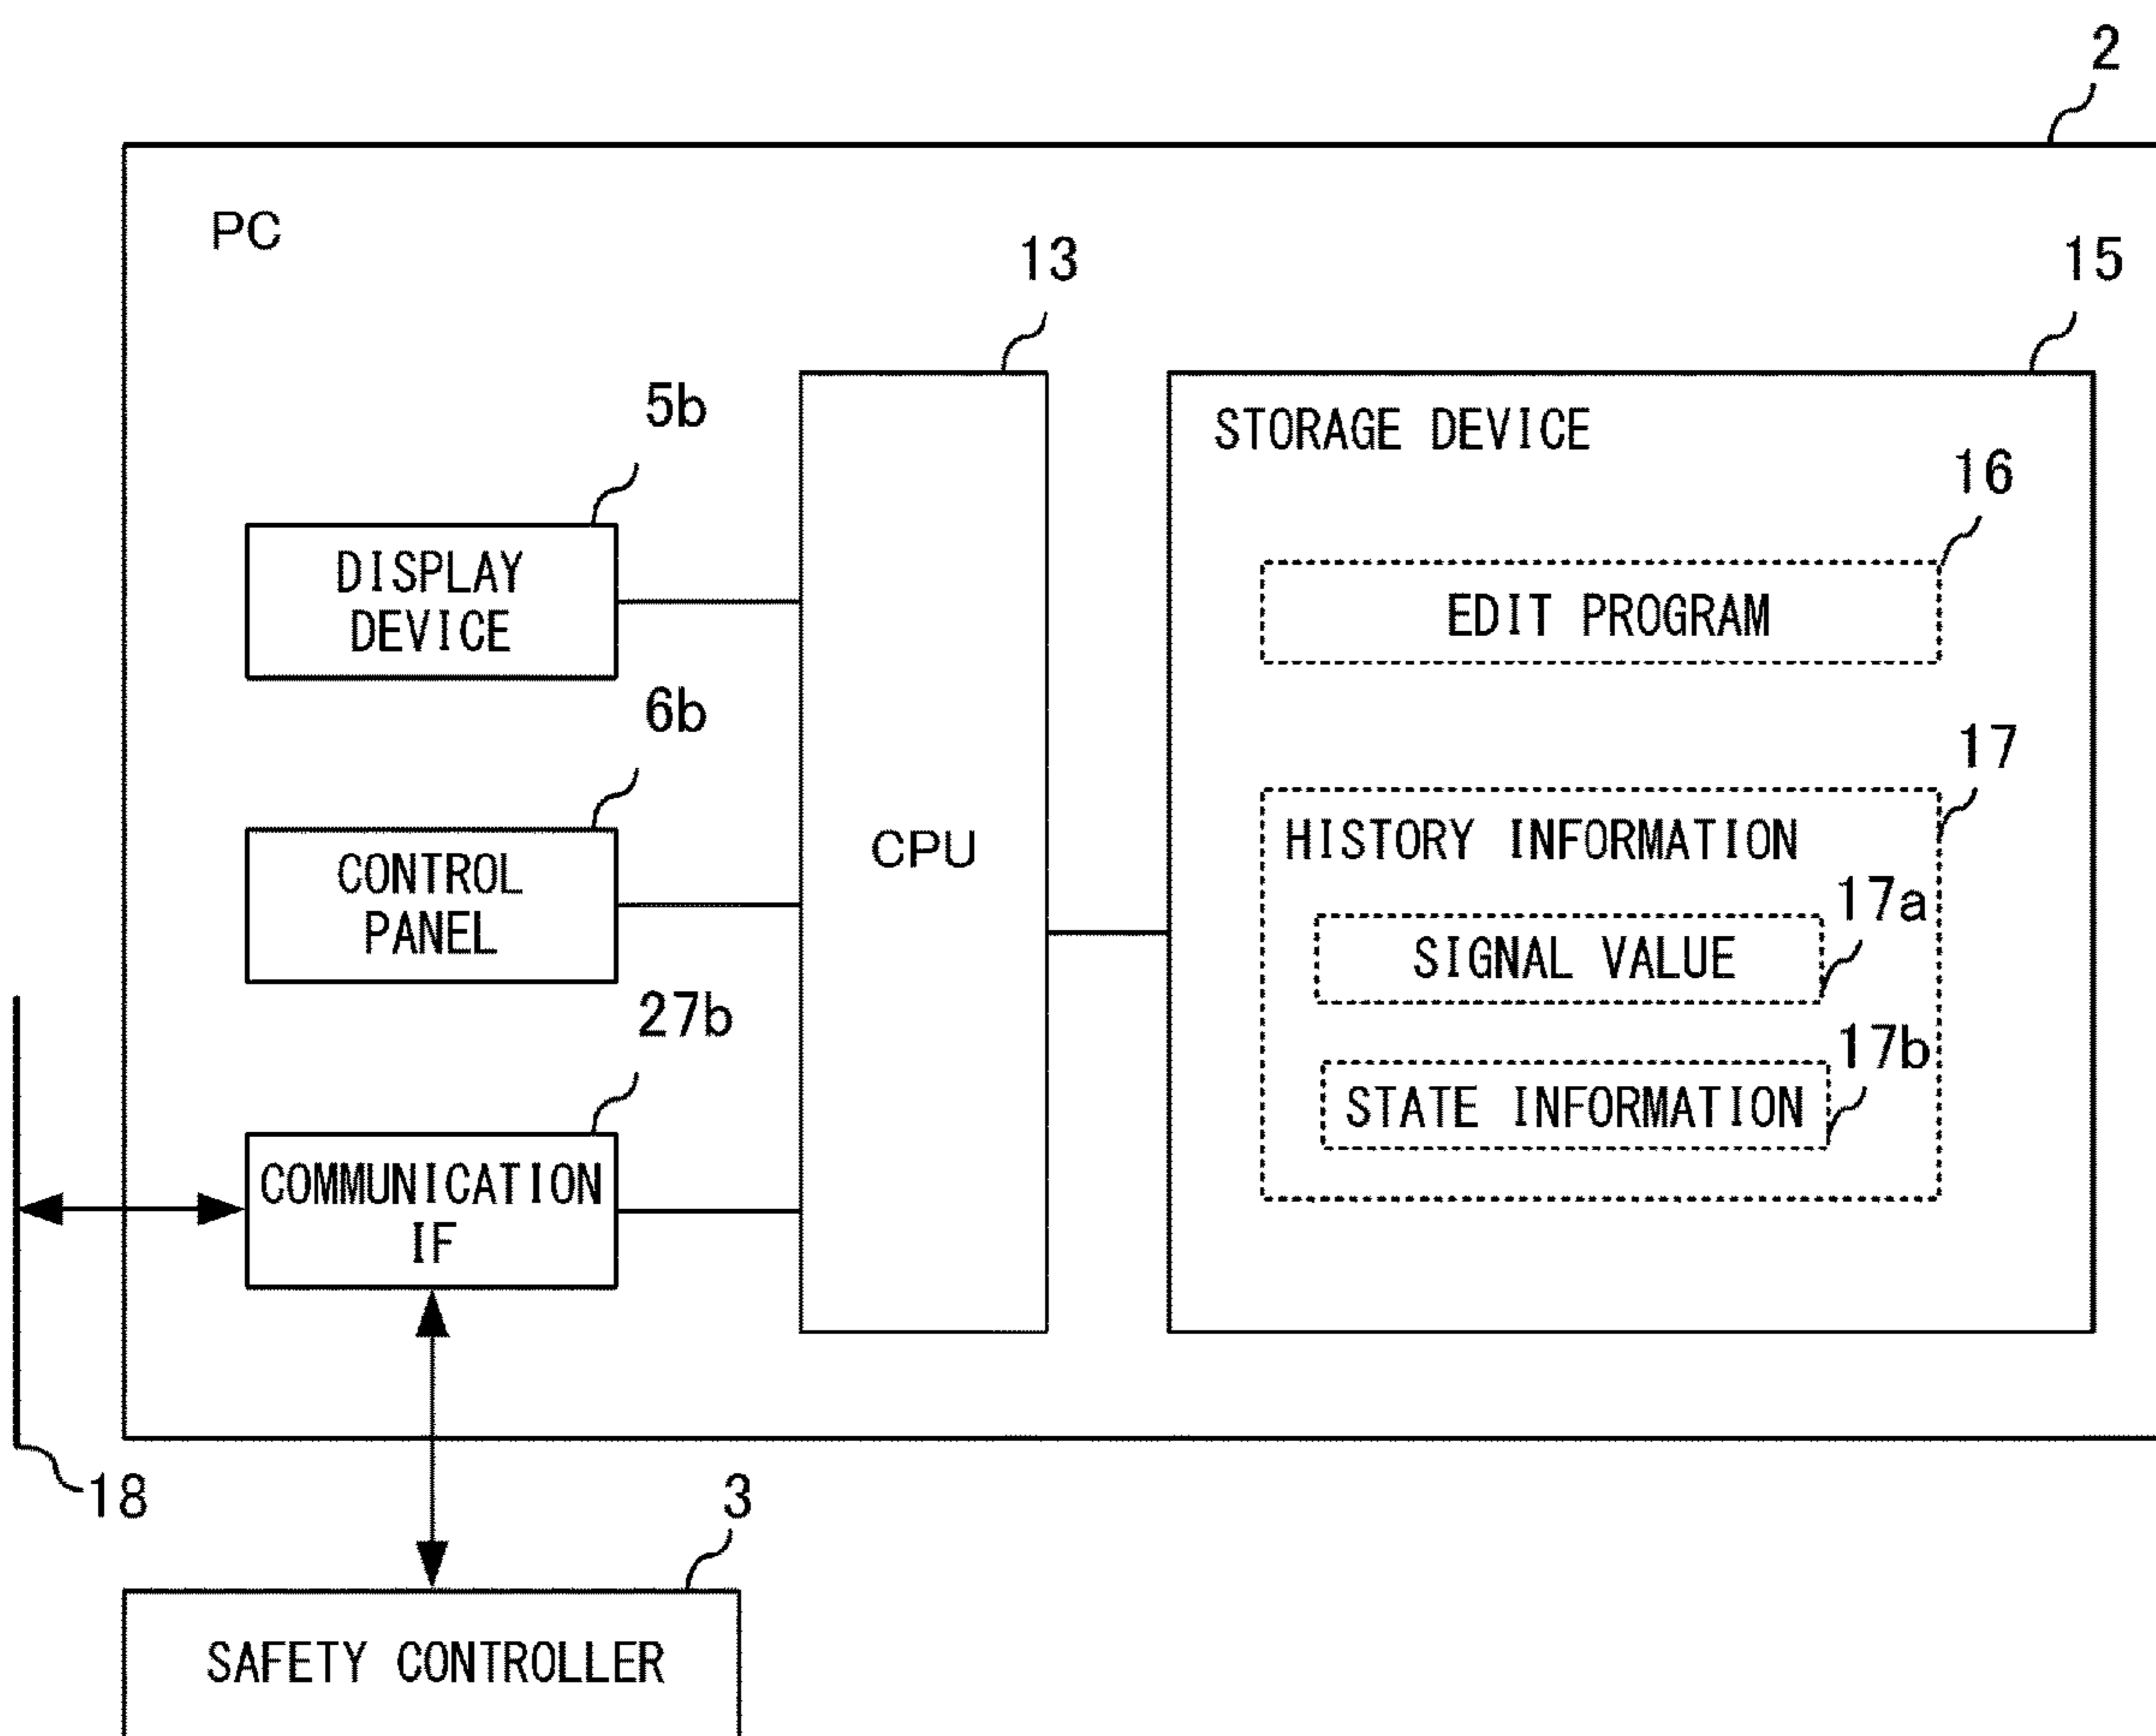 2
PC
13
15
5b
STORAGE DEVICE
16
DISPLAY
DEVICE
EDIT PROGRAM
6b
17
CONTROL
PANEL
CPU
HISTORY INFORMATION
17a
SIGNAL VALUE
27b
17b
STATE INFORMATION
COMMUNICATION
IF
18
3
SAFETY CONTROLLER